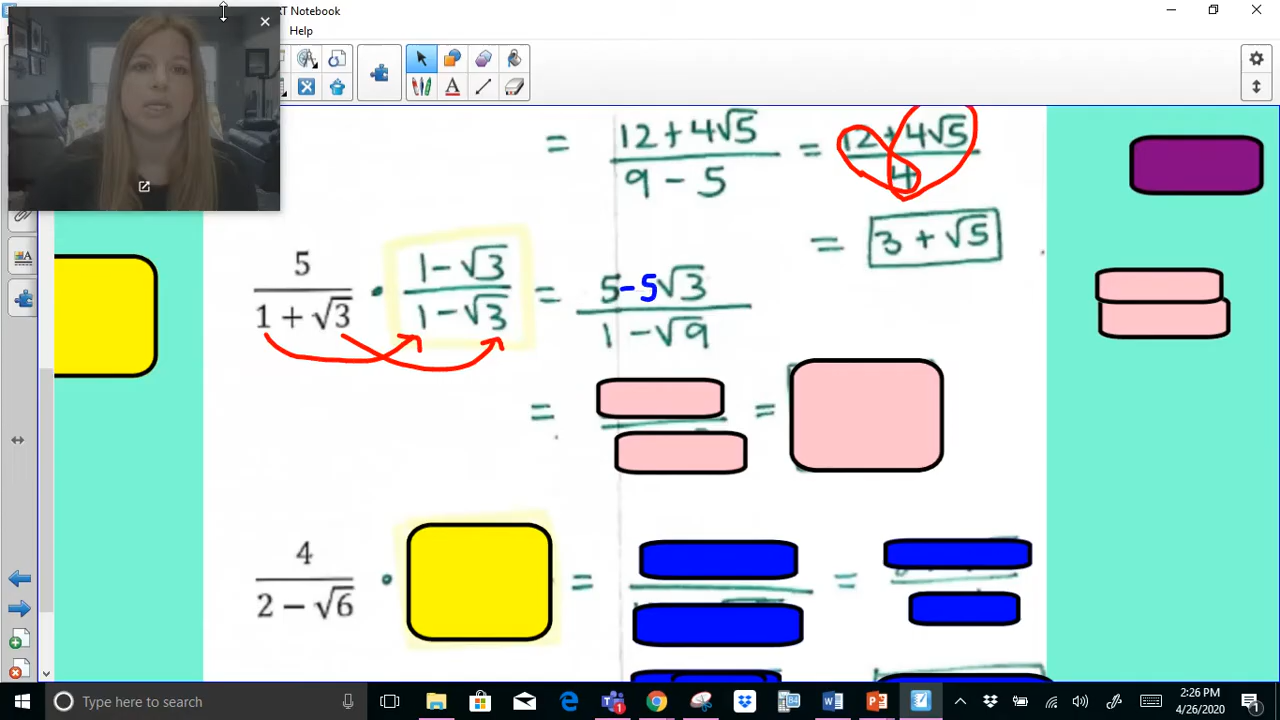 RT Notebook
Help
= 12 + 4√5 / 9 - 5 = 12 + 4√5 / 4
= 3 + √5
5 / 1 + √3 • 1 - √3 / 1 - √3 = 5 - 5√3 / 1 - √9
= =
4 / 2 − √6 • = =
Type here to search
2:26 PM
4/26/2020